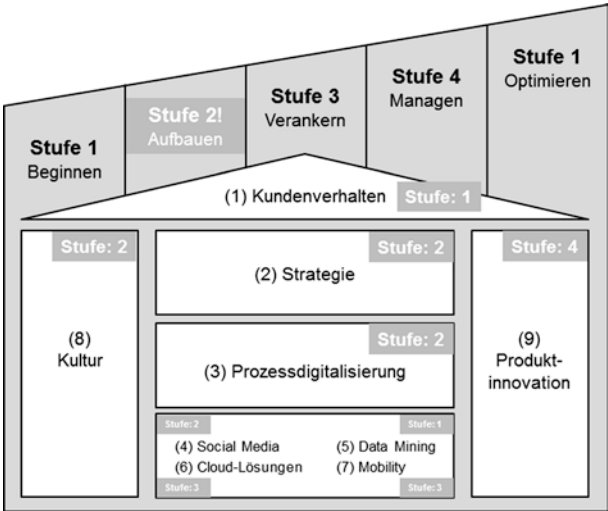 Stufe 1
Beginnen
Stufe 2!
Aufbauen
Stufe 3
Verankern
Stufe 4
Managen
Stufe 1
Optimieren
(1) Kundenverhalten
Stufe: 1
Stufe: 2
(8)
Kultur
Stufe: 2
(2) Strategie
Stufe: 2
(3) Prozessdigitalisierung
Stufe: 2
Stufe: 1
(4) Social Media
(5) Data Mining
(6) Cloud-Lösungen
(7) Mobility
Stufe: 3
Stufe: 3
Stufe: 4
(9)
Produkt-
innovation